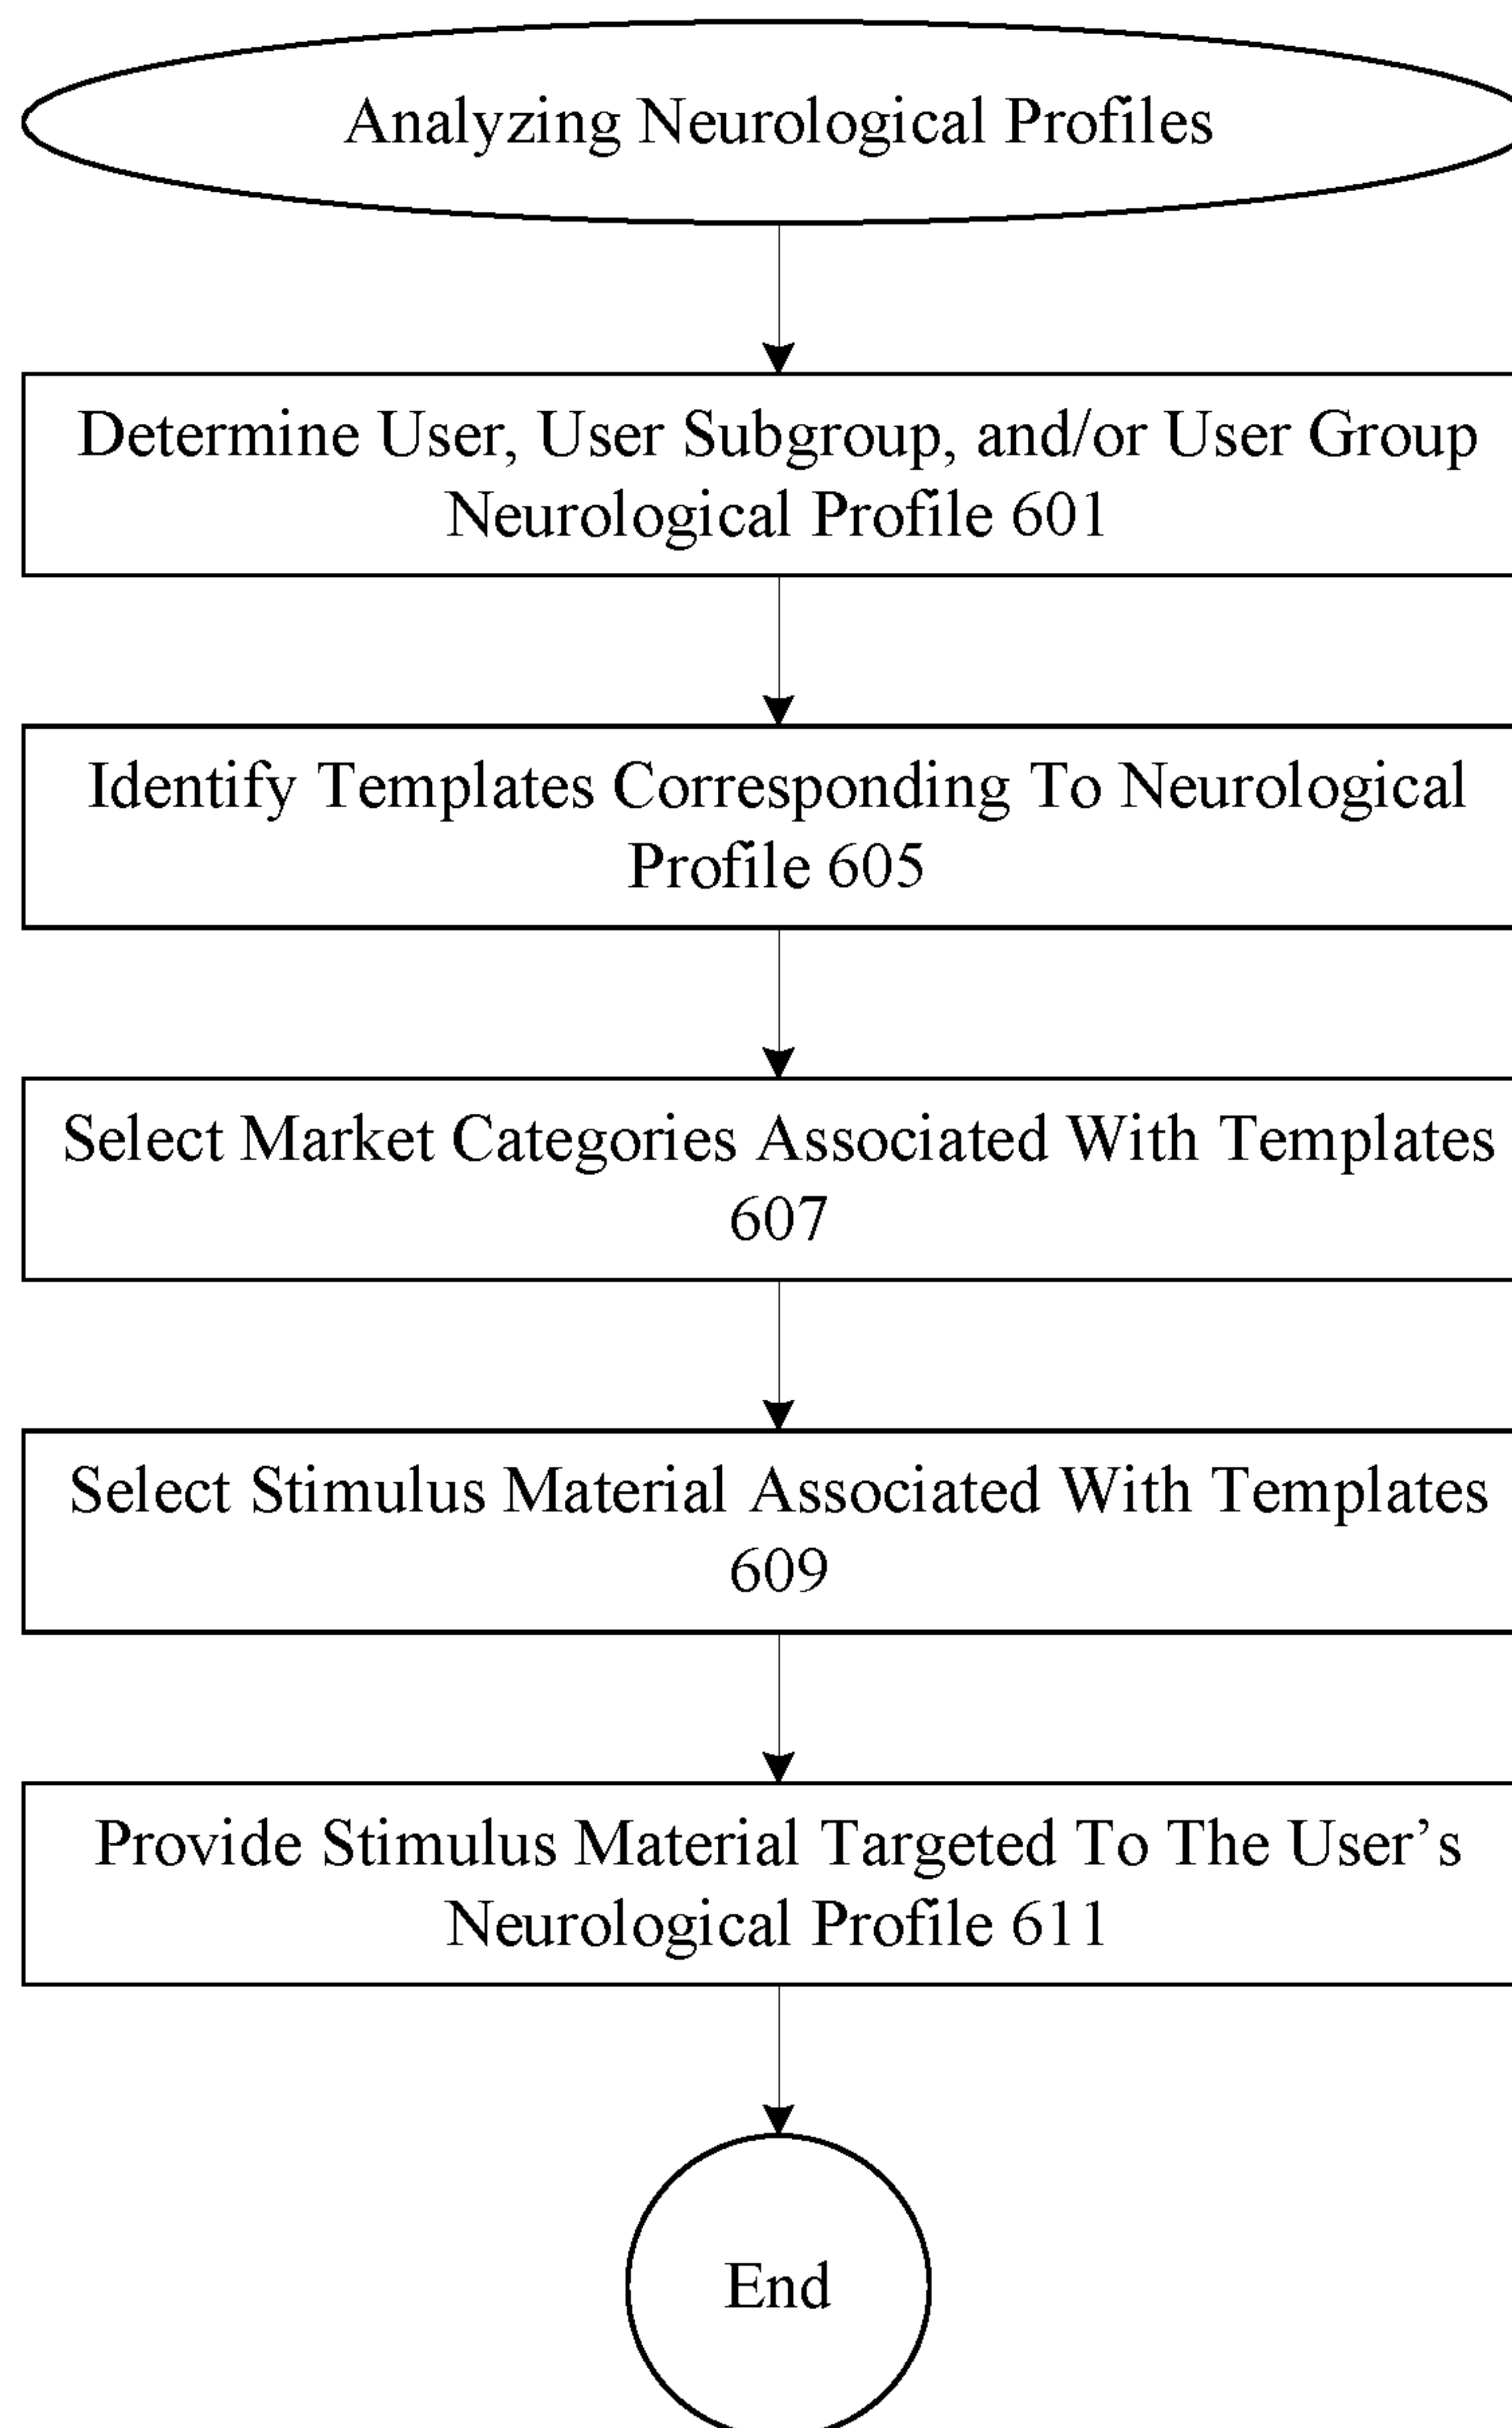 Analyzing Neurological Profiles
Determine User, User Subgroup, and/or User Group
Neurological Profile 601
Identify Templates Corresponding To Neurological
Profile 605
Select Market Categories Associated With Templates
607
Select Stimulus Material Associated With Templates
609
Provide Stimulus Material Targeted To The User’s
Neurological Profile 611
End